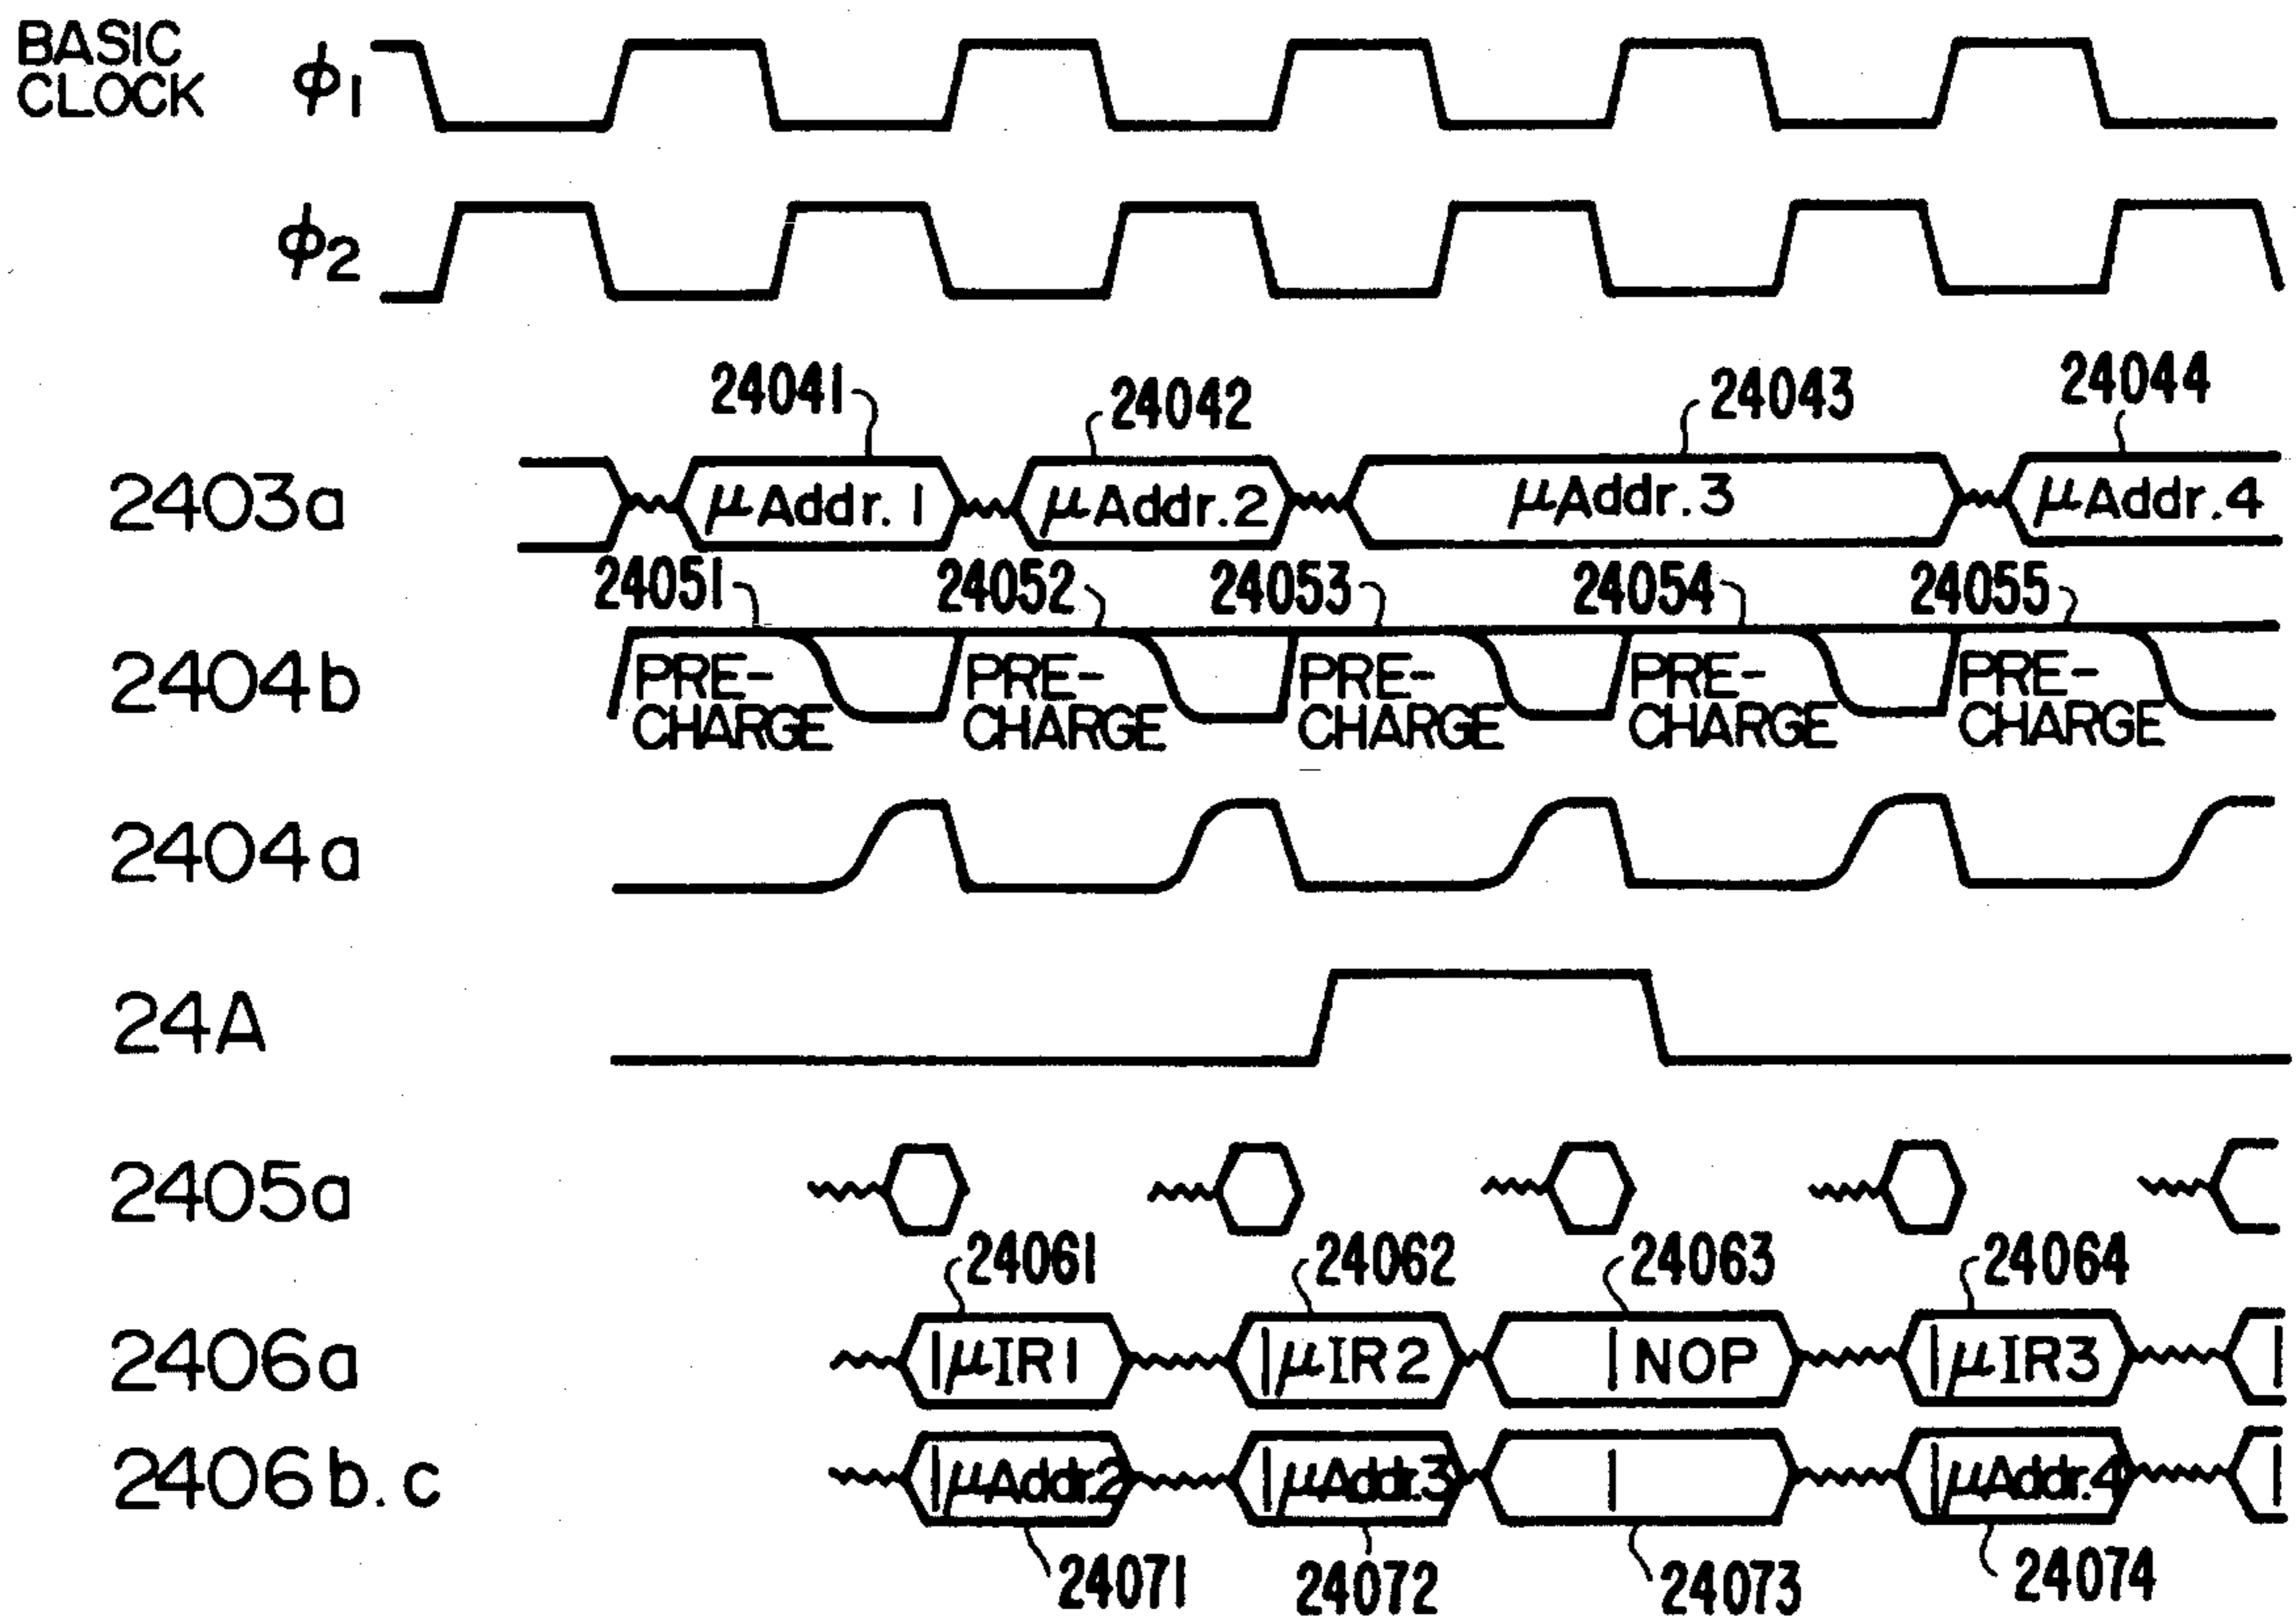 BASIC
CLOCK
ϕ1
ϕ2
24041
24042
24043
24044
2403a
μAddr. 1
μAddr.2
μAddr.3
μAddr.4
24051
24052
24053
24054
24055
2404b
PRE-
CHARGE
PRE-
CHARGE
PRE-
CHARGE
PRE-
CHARGE
PRE-
CHARGE
2404a
24A
2405a
24061
24062
24063
24064
2406a
μIR1
μIR2
NOP
μIR3
2406b.c
μAddr.2
μAddr.3
μAddr.4
24071
24072
24073
24074